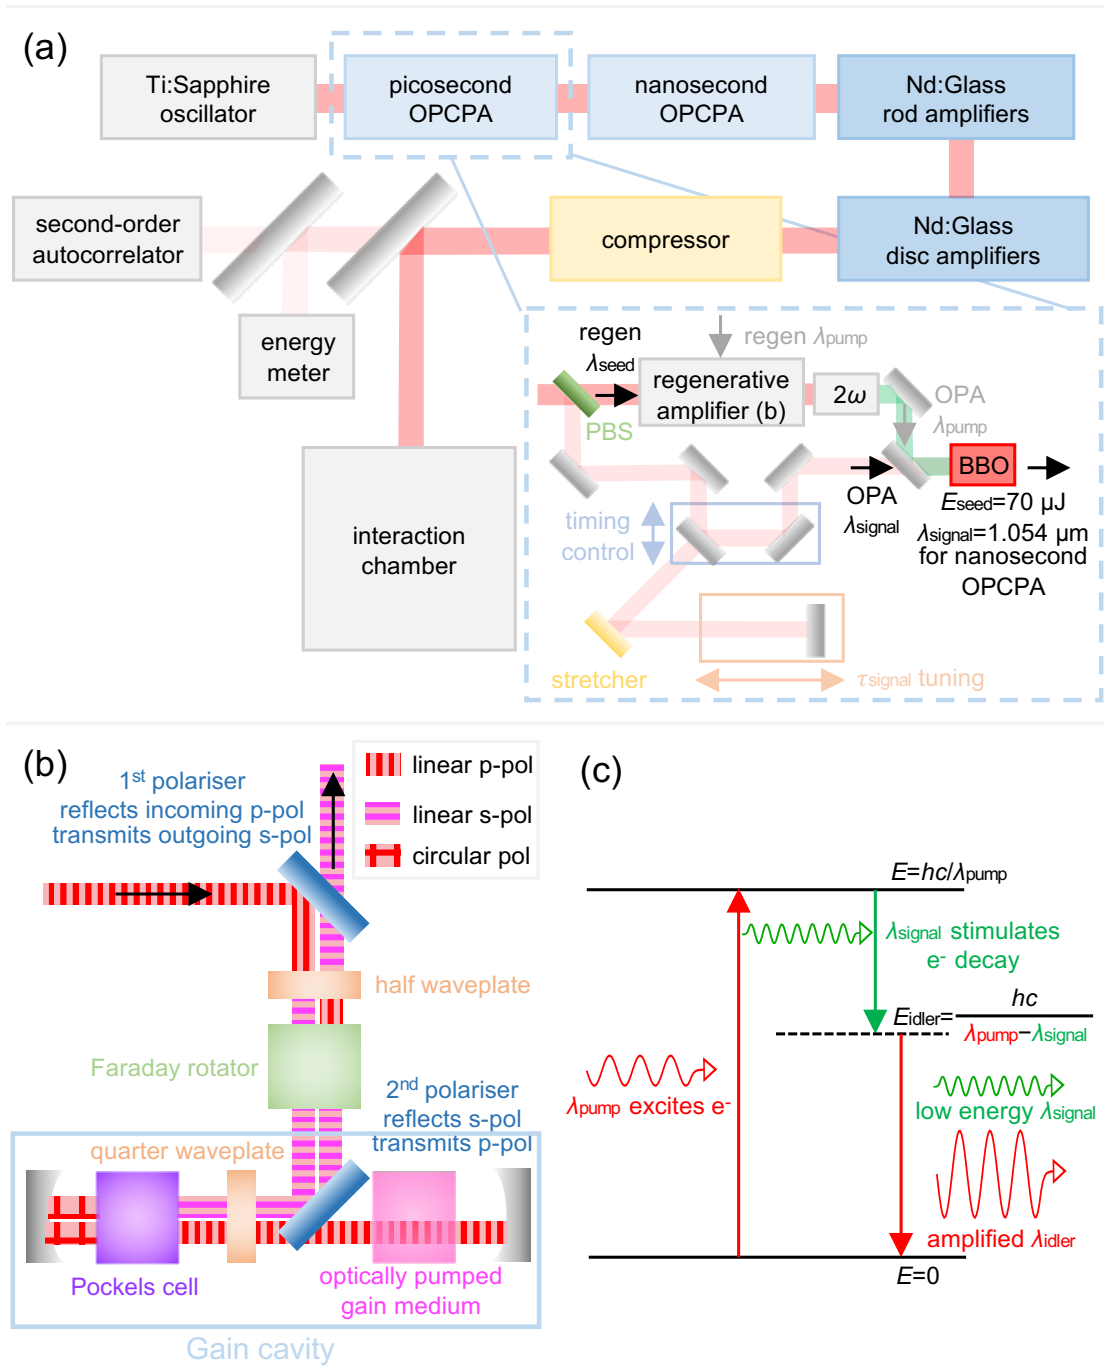 (a)
Ti:Sapphire
oscillator
picosecond
OPCPA
nanosecond
OPCPA
Nd:Glass
rod amplifiers
second-order
autocorrelator
compressor
Nd:Glass
disc amplifiers
energy
meter
interaction
chamber
regen
λseed
regen λpump
regenerative
amplifier (b)
2ω
OPA
λpump
PBS
BBO
OPA
λsignal
Eseed=70 µJ
λsignal=1.054 µm
for nanosecond
OPCPA
timing
control
stretcher
τsignal tuning
(b)
1st polariser
reflects incoming p-pol
transmits outgoing s-pol
linear p-pol
linear s-pol
circular pol
half waveplate
Faraday rotator
2nd polariser
reflects s-pol
transmits p-pol
quarter waveplate
Pockels cell
optically pumped
gain medium
Gain cavity
(c)
E=hc/λpump
λsignal stimulates
e- decay
Eidler= hc
λpump−λsignal
λpump excites e-
low energy λsignal
amplified λidler
E=0